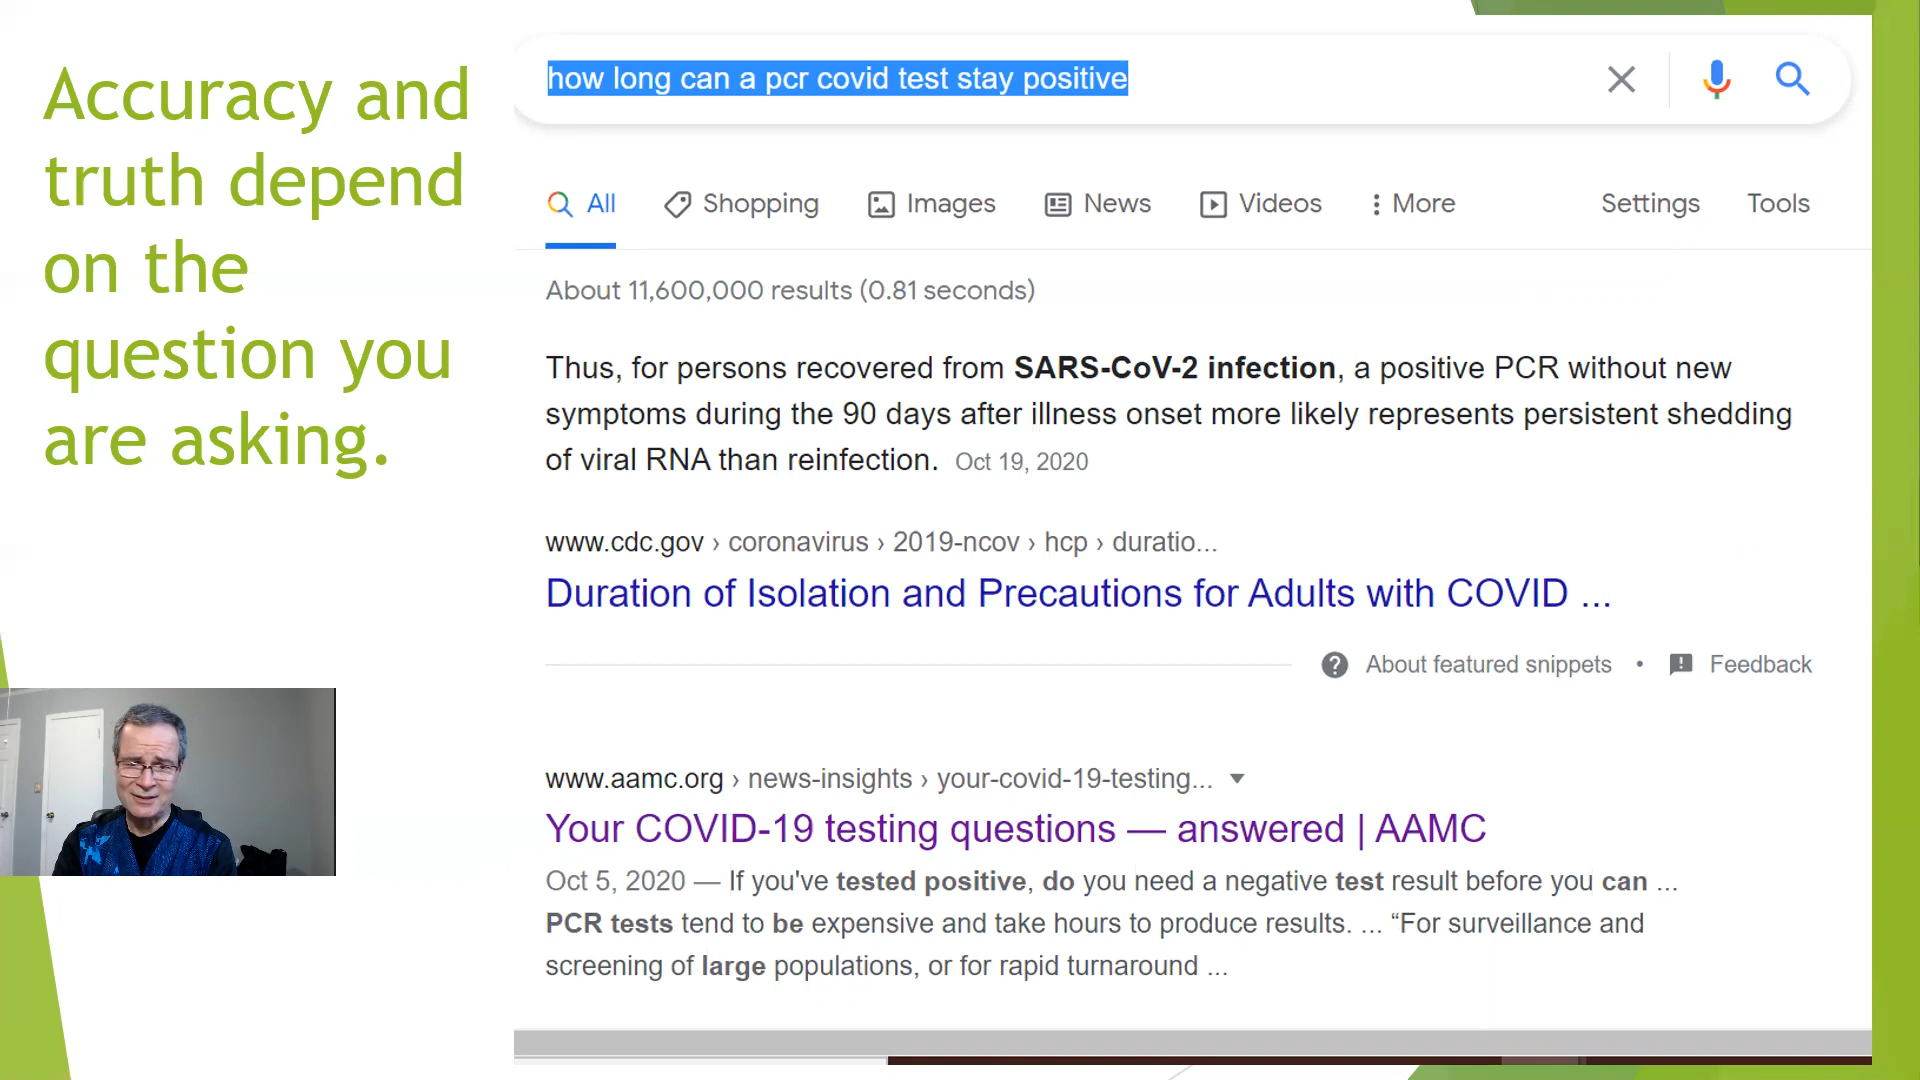 Accuracy and
truth depend
on the
question you
are asking.
how long can a pcr covid test stay positive
All Shopping Images News Videos More Settings Tools
About 11,600,000 results (0.81 seconds)
Thus, for persons recovered from SARS-CoV-2 infection, a positive PCR without new
symptoms during the 90 days after illness onset more likely represents persistent shedding
of viral RNA than reinfection. Oct 19, 2020
www.cdc.gov › coronavirus › 2019-ncov › hcp › duratio...
Duration of Isolation and Precautions for Adults with COVID ...
About featured snippets • Feedback
www.aamc.org › news-insights › your-covid-19-testing...
Your COVID-19 testing questions — answered | AAMC
Oct 5, 2020 — If you've tested positive, do you need a negative test result before you can ...
PCR tests tend to be expensive and take hours to produce results. ... “For surveillance and
screening of large populations, or for rapid turnaround ...